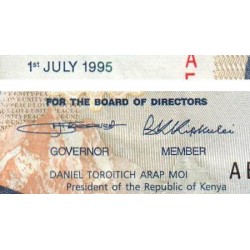 1st JULY 1995
A
FOR THE BOARD OF DIRECTORS
GOVERNOR MEMBER
DANIEL TOROITICH ARAP MOI
President of the Republic of Kenya